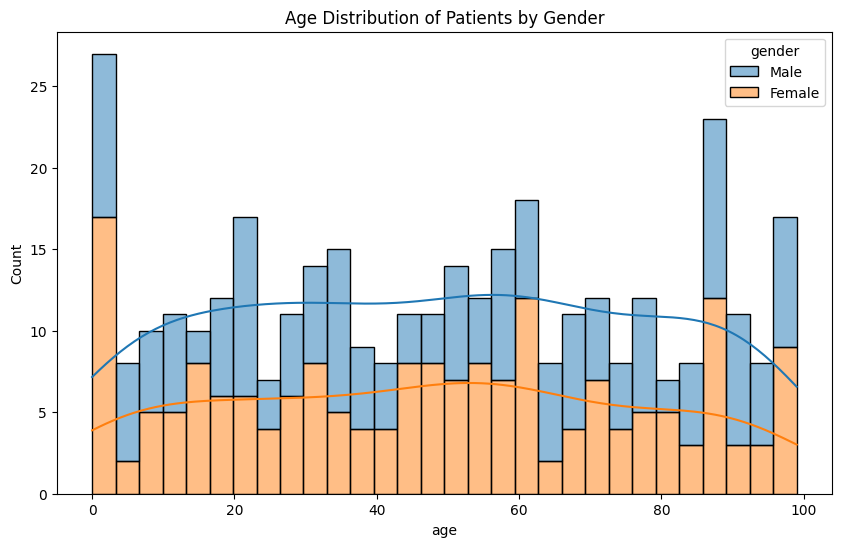 Age Distribution of Patients by Gender
gender
Male
Female
25
20
15
10
5
0
Count
0 20 40 60 80 100
age